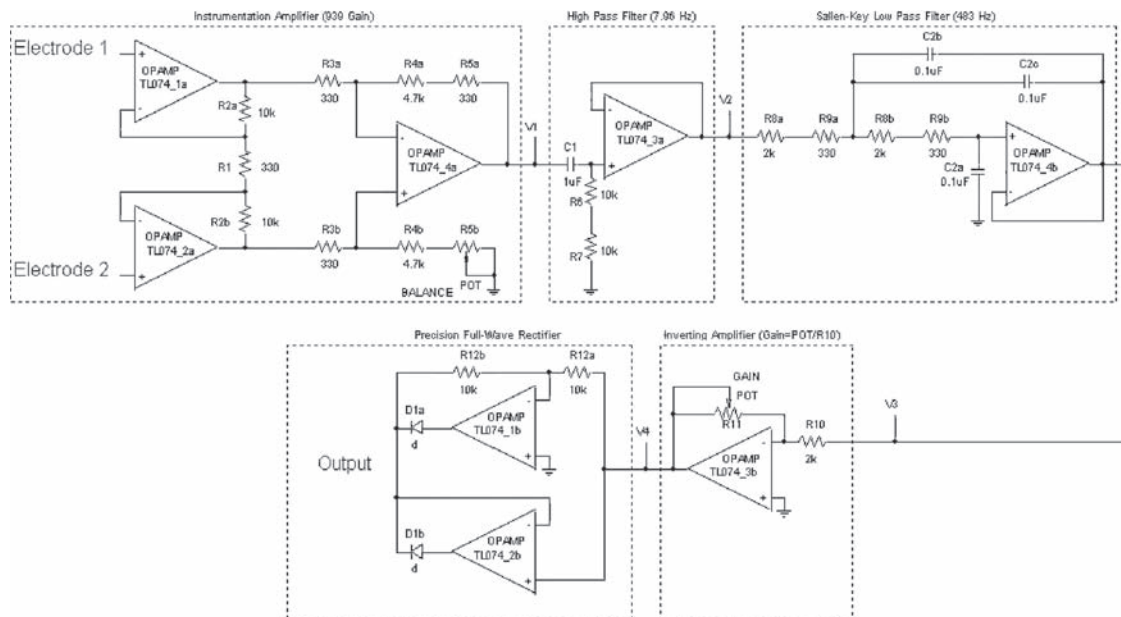 Instrumentation Amplifier (939 Gain)
High Pass Filter (7.96 Hz)
Sallen-Key Low Pass Filter (483 Hz)
Electrode 1
+
OPAMP
TL074_1a
-
R2a
10k
R1
330
R2b
10k
-
OPAMP
TL074_2a
+
Electrode 2
R3a
330
R4a
4.7k
R5a
330
-
OPAMP
TL074_4a
+
R3b
330
R4b
4.7k
R5b
POT
BALANCE
V1
C1
1uF
-
OPAMP
TL074_3a
+
R6
10k
R7
10k
V2
R8a
2k
R9a
330
C2b
0.1uF
C2c
0.1uF
R8b
2k
R9b
330
C2a
0.1uF
+
OPAMP
TL074_4b
-
Precision Full-Wave Rectifier
Inverting Amplifier (Gain=POT/R10)
R12b
10k
R12a
10k
D1a
d
-
OPAMP
TL074_1b
+
Output
D1b
d
-
OPAMP
TL074_2b
+
V4
GAIN
POT
R11
-
OPAMP
TL074_3b
+
R10
2k
V3